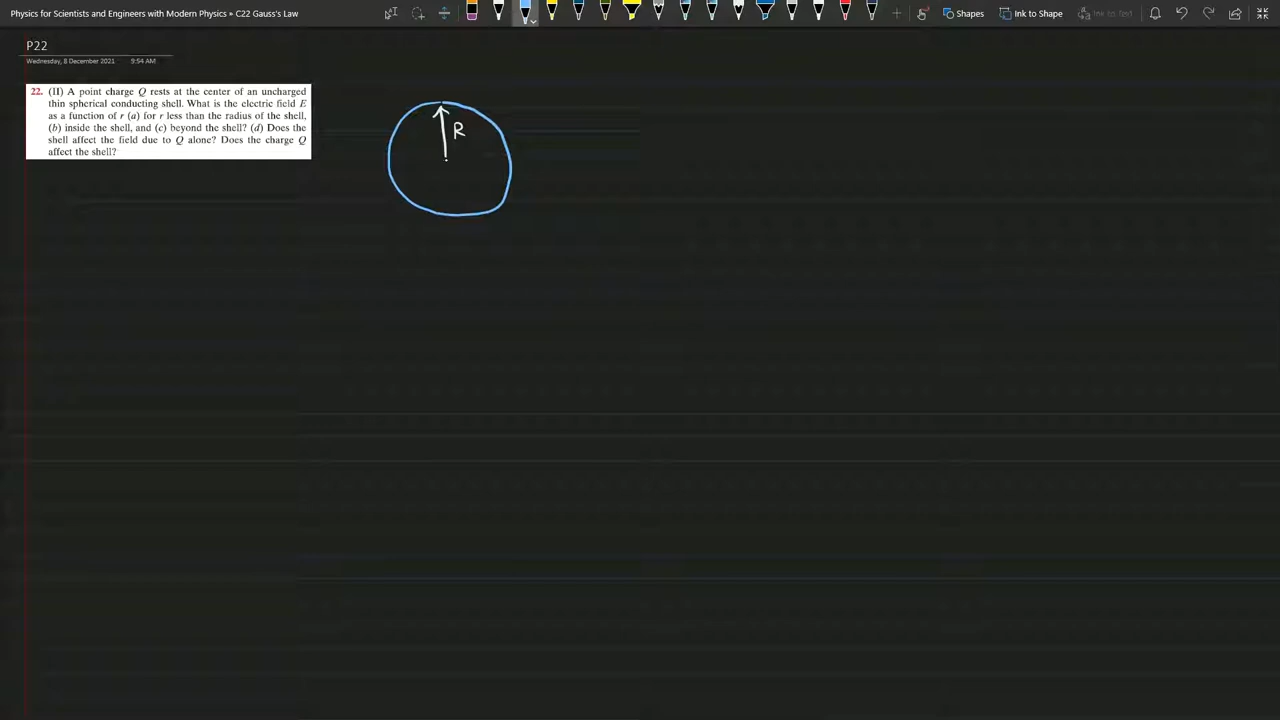 Physics for Scientists and Engineers with Modern Physics » C22 Gauss's Law
Shapes
Ink to Shape
Ink to Text
P22
Wednesday, 8 December 2021 9:54 AM
22. (II) A point charge Q rests at the center of an uncharged
thin spherical conducting shell. What is the electric field E
as a function of r (a) for r less than the radius of the shell,
(b) inside the shell, and (c) beyond the shell? (d) Does the
shell affect the field due to Q alone? Does the charge Q
affect the shell?
R